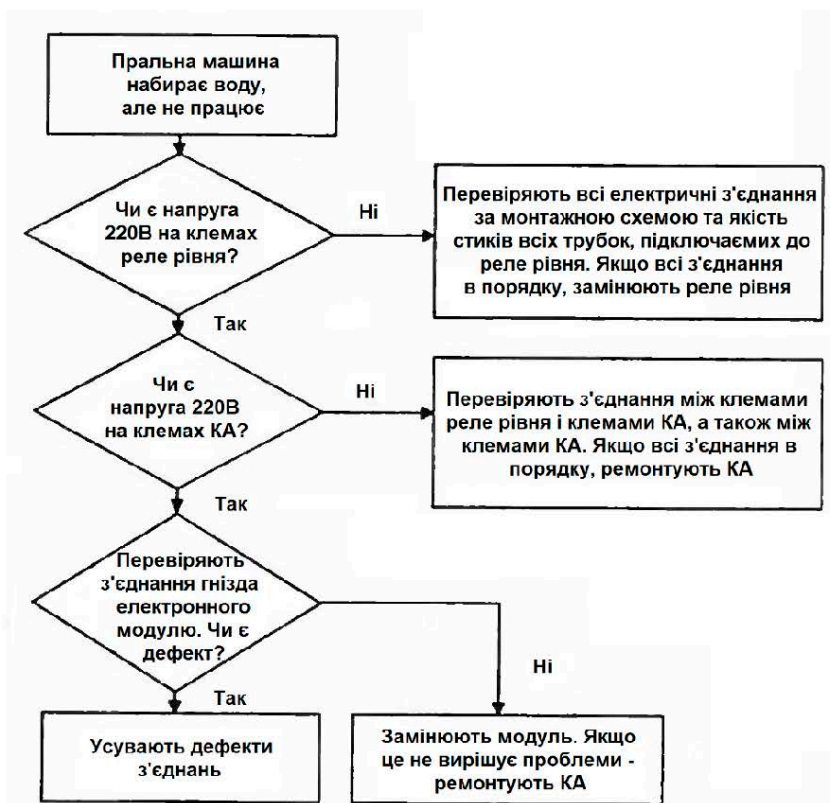 Пральна машина
набирає воду,
але не працює
Чи є напруга
220В на клемах
реле рівня?
Ні
Перевіряють всі електричні з'єднання
за монтажною схемою та якість
стиків всіх трубок, підключаємих до
реле рівня. Якщо всі з'єднання
в порядку, замінюють реле рівня
Так
Чи є
напруга 220В
на клемах КА?
Ні
Перевіряють з'єднання між клемами
реле рівня і клемами КА, а також між
клемами КА. Якщо всі з'єднання в
порядку, ремонтують КА
Так
Перевіряють
з'єднання гнізда
електронного
модулю. Чи є
дефект?
Ні
Так
Усувають дефекти
з'єднань
Замінюють модуль. Якщо
це не вирішує проблеми -
ремонтують КА